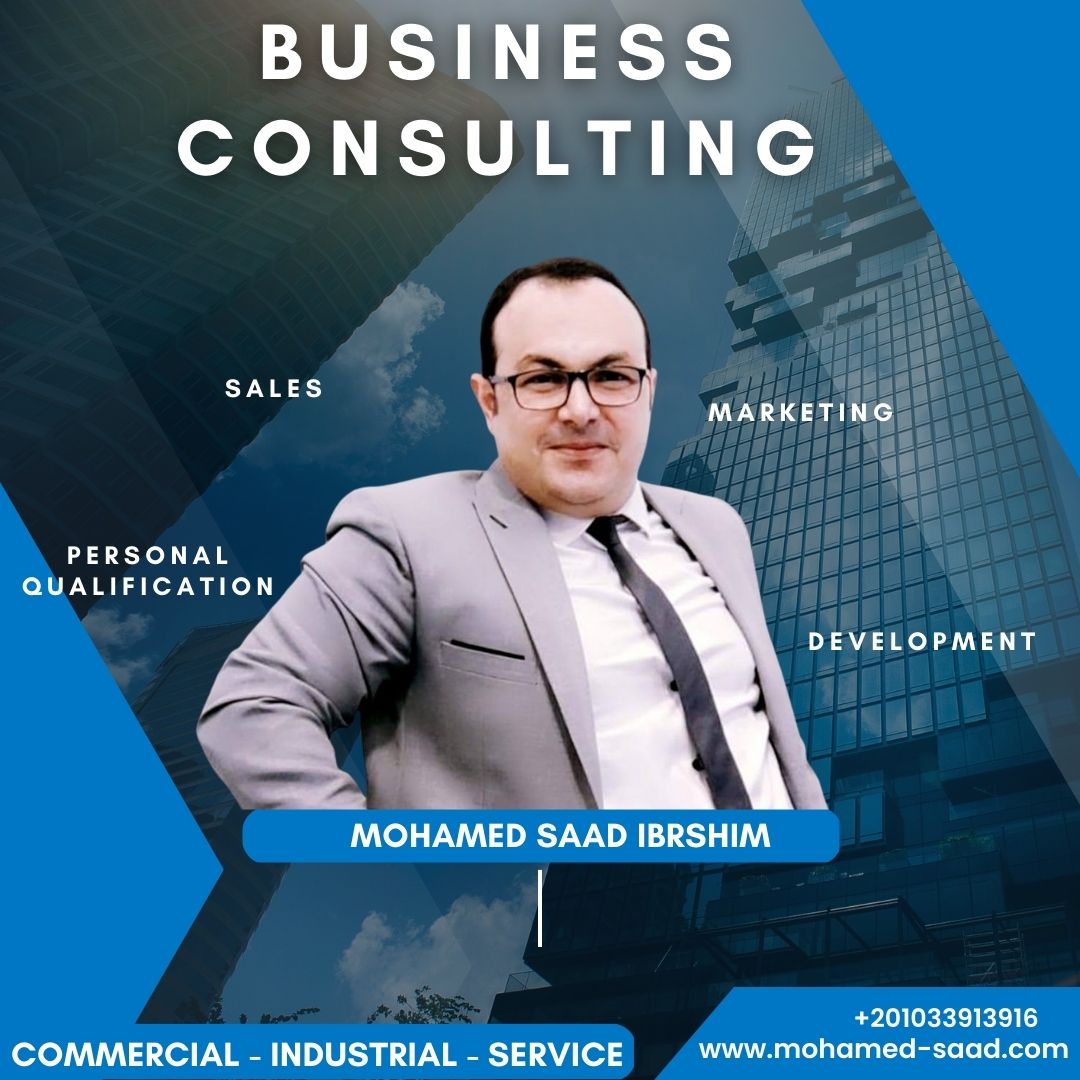 BUSINESS
CONSULTING
SALES
MARKETING
PERSONAL
QUALIFICATION
DEVELOPMENT
MOHAMED SAAD IBRSHIM
COMMERCIAL - INDUSTRIAL - SERVICE
+201033913916
www.mohamed-saad.com